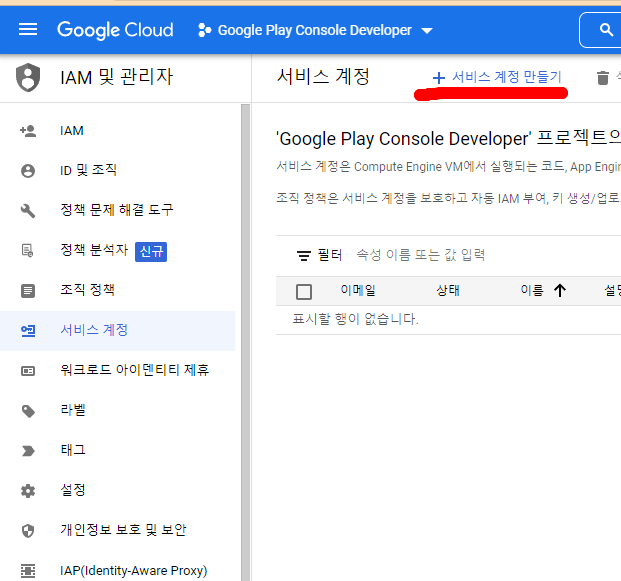 Google Cloud
Google Play Console Developer
IAM 및 관리자
서비스 계정
서비스 계정 만들기
IAM
ID 및 조직
정책 문제 해결 도구
정책 분석자 신규
조직 정책
서비스 계정
워크로드 아이덴티티 제휴
라벨
태그
설정
개인정보 보호 및 보안
IAP(Identity-Aware Proxy)
'Google Play Console Developer' 프로젝트의
서비스 계정은 Compute Engine VM에서 실행되는 코드, App Engin
조직 정책은 서비스 계정을 보호하고 자동 IAM 부여, 키 생성/업로
필터 속성 이름 또는 값 입력
이메일 상태 이름 설명
표시할 행이 없습니다.